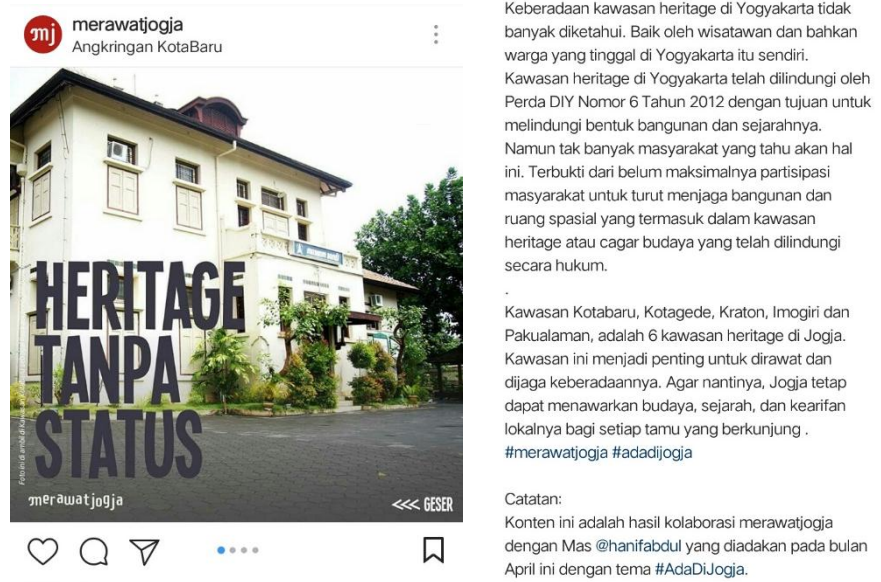 mj
merawatjogja
Angkringan KotaBaru
HERITAGE
TANPA
STATUS
Foto ini di ambil di
merawatjogja
<<< GESER
Keberadaan kawasan heritage di Yogyakarta tidak
banyak diketahui. Baik oleh wisatawan dan bahkan
warga yang tinggal di Yogyakarta itu sendiri.
Kawasan heritage di Yogyakarta telah dilindungi oleh
Perda DIY Nomor 6 Tahun 2012 dengan tujuan untuk
melindungi bentuk bangunan dan sejarahnya.
Namun tak banyak masyarakat yang tahu akan hal
ini. Terbukti dari belum maksimalnya partisipasi
masyarakat untuk turut menjaga bangunan dan
ruang spasial yang termasuk dalam kawasan
heritage atau cagar budaya yang telah dilindungi
secara hukum.
.
Kawasan Kotabaru, Kotagede, Kraton, Imogiri dan
Pakualaman, adalah 6 kawasan heritage di Jogja.
Kawasan ini menjadi penting untuk dirawat dan
dijaga keberadaannya. Agar nantinya, Jogja tetap
dapat menawarkan budaya, sejarah, dan kearifan
lokalnya bagi setiap tamu yang berkunjung .
#merawatjogja #adadijogja
Catatan:
Konten ini adalah hasil kolaborasi merawatjogja
dengan Mas @hanifabdul yang diadakan pada bulan
April ini dengan tema #AdaDiJogja.